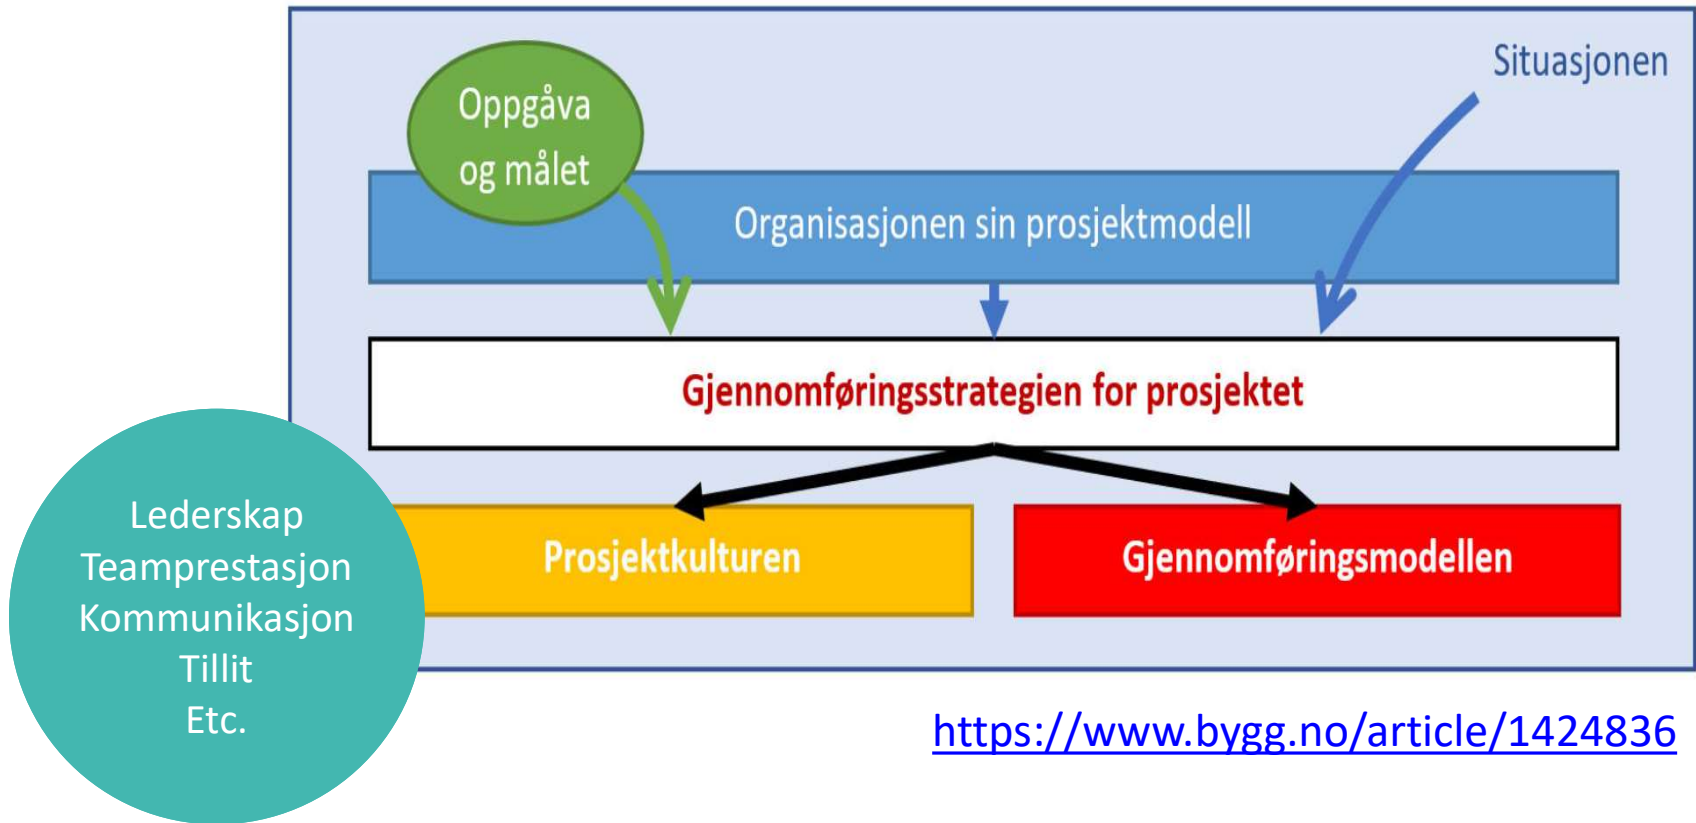 Situasjonen
Oppgåva
og målet
Organisasjonen sin prosjektmodell
Gjennomføringsstrategien for prosjektet
Prosjektkulturen
Gjennomføringsmodellen
Lederskap
Teamprestasjon
Kommunikasjon
Tillit
Etc.
https://www.bygg.no/article/1424836